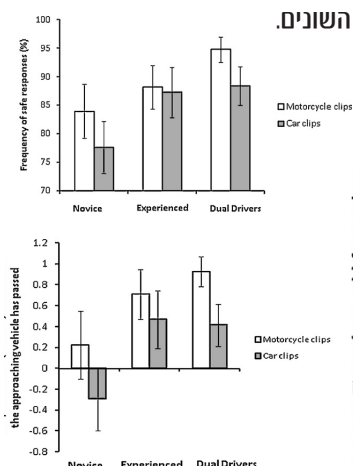 השונים.
Frequency of safe responses (%)
100
95
90
85
80
75
70
Novice
Experienced
Dual Drivers
Motorcycle clips
Car clips
the approaching vehicle has passed
1.2
1
0.8
0.6
0.4
0.2
0
-0.2
-0.4
-0.6
-0.8
Novice
Experienced
Dual Drivers
Motorcycle clips
Car clips